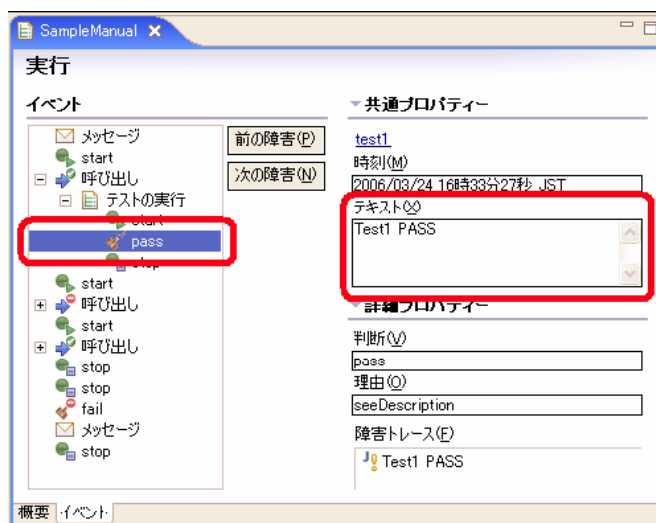 SampleManual
実行
イベント
メッセージ
start
呼び出し
テストの実行
start
pass
stop
start
呼び出し
start
呼び出し
stop
stop
fail
メッセージ
stop
前の障害(P)
次の障害(N)
共通プロパティー
test1
時刻(M)
2006/03/24 16時33分27秒 JST
テキスト(X)
Test1 PASS
詳細プロパティー
判断(V)
pass
理由(O)
seeDescription
障害トレース(F)
Test1 PASS
概要 イベント